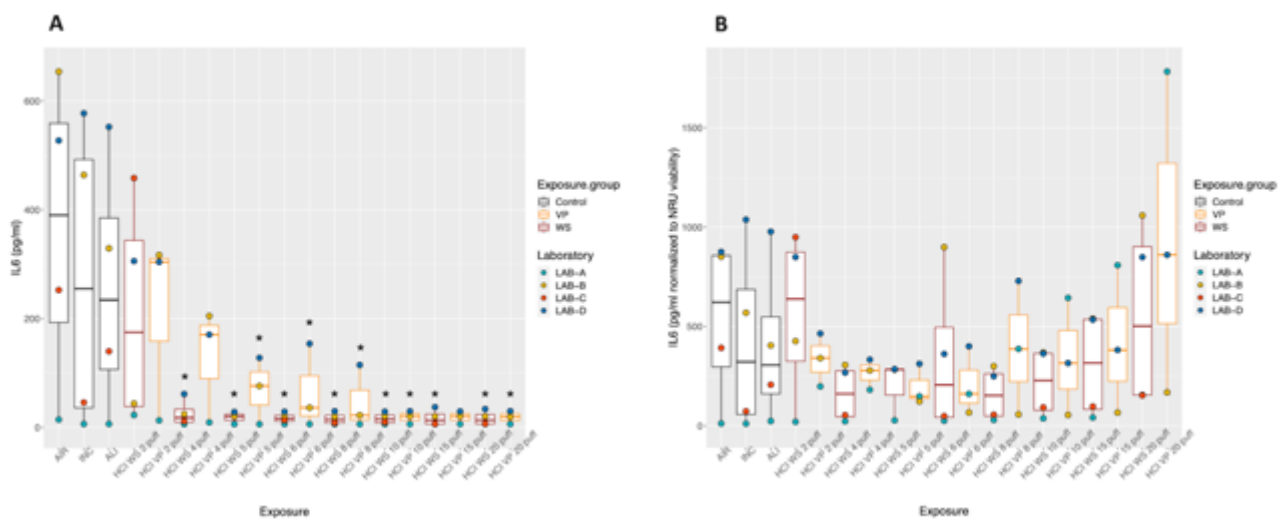 A
B
IL6 (pg/ml)
600
400
200
0
*
*
*
*
*
*
*
*
*
*
*
*
*
AIR
INC
ALI
HCI WS 2 puff
HCI VP 2 puff
HCI WS 4 puff
HCI VP 4 puff
HCI WS 5 puff
HCI VP 5 puff
HCI WS 6 puff
HCI VP 6 puff
HCI WS 8 puff
HCI VP 8 puff
HCI WS 10 puff
HCI VP 10 puff
HCI WS 15 puff
HCI VP 15 puff
HCI WS 20 puff
HCI VP 20 puff
Exposure
Exposure.group
Control
VP
WS
Laboratory
LAB-A
LAB-B
LAB-C
LAB-D
IL6 (pg/ml normalized to NRU viability)
1500
1000
500
0
AIR
INC
ALI
HCI WS 2 puff
HCI VP 2 puff
HCI WS 4 puff
HCI VP 4 puff
HCI WS 5 puff
HCI VP 5 puff
HCI WS 6 puff
HCI VP 6 puff
HCI WS 8 puff
HCI VP 8 puff
HCI WS 10 puff
HCI VP 10 puff
HCI WS 15 puff
HCI VP 15 puff
HCI WS 20 puff
HCI VP 20 puff
Exposure
Exposure.group
Control
VP
WS
Laboratory
LAB-A
LAB-B
LAB-C
LAB-D